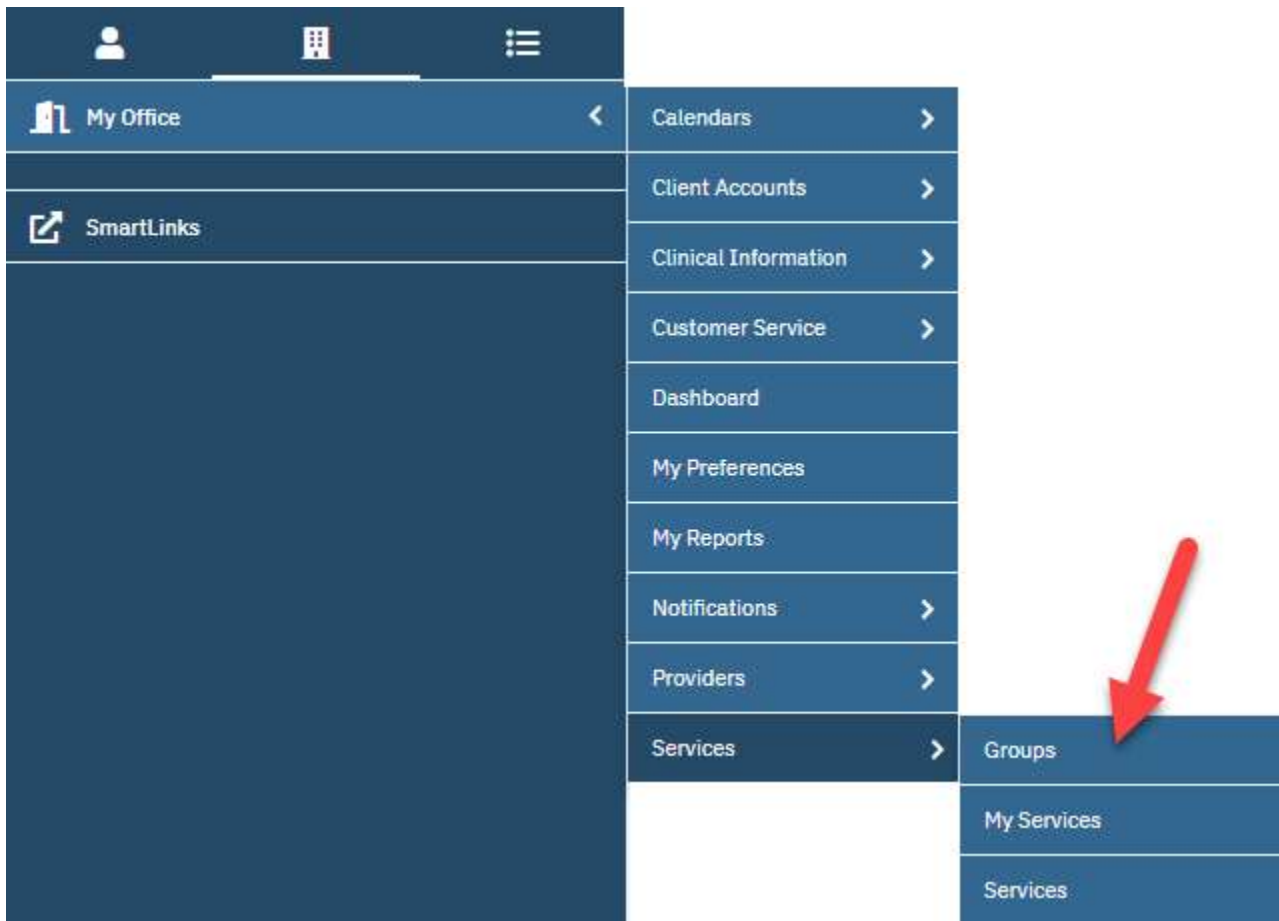 My Office
SmartLinks
Calendars
Client Accounts
Clinical Information
Customer Service
Dashboard
My Preferences
My Reports
Notifications
Providers
Services
Groups
My Services
Services